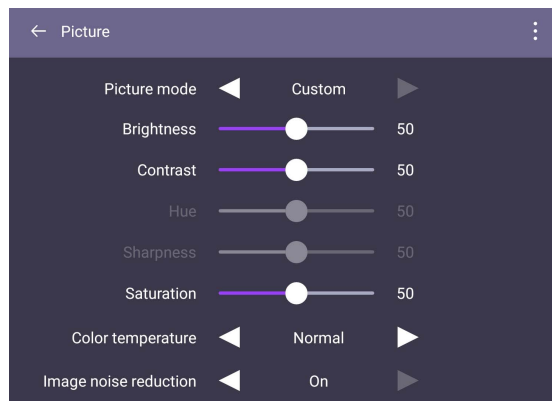 Picture
Picture mode Custom
Brightness 50
Contrast 50
Hue 50
Sharpness 50
Saturation 50
Color temperature Normal
Image noise reduction On